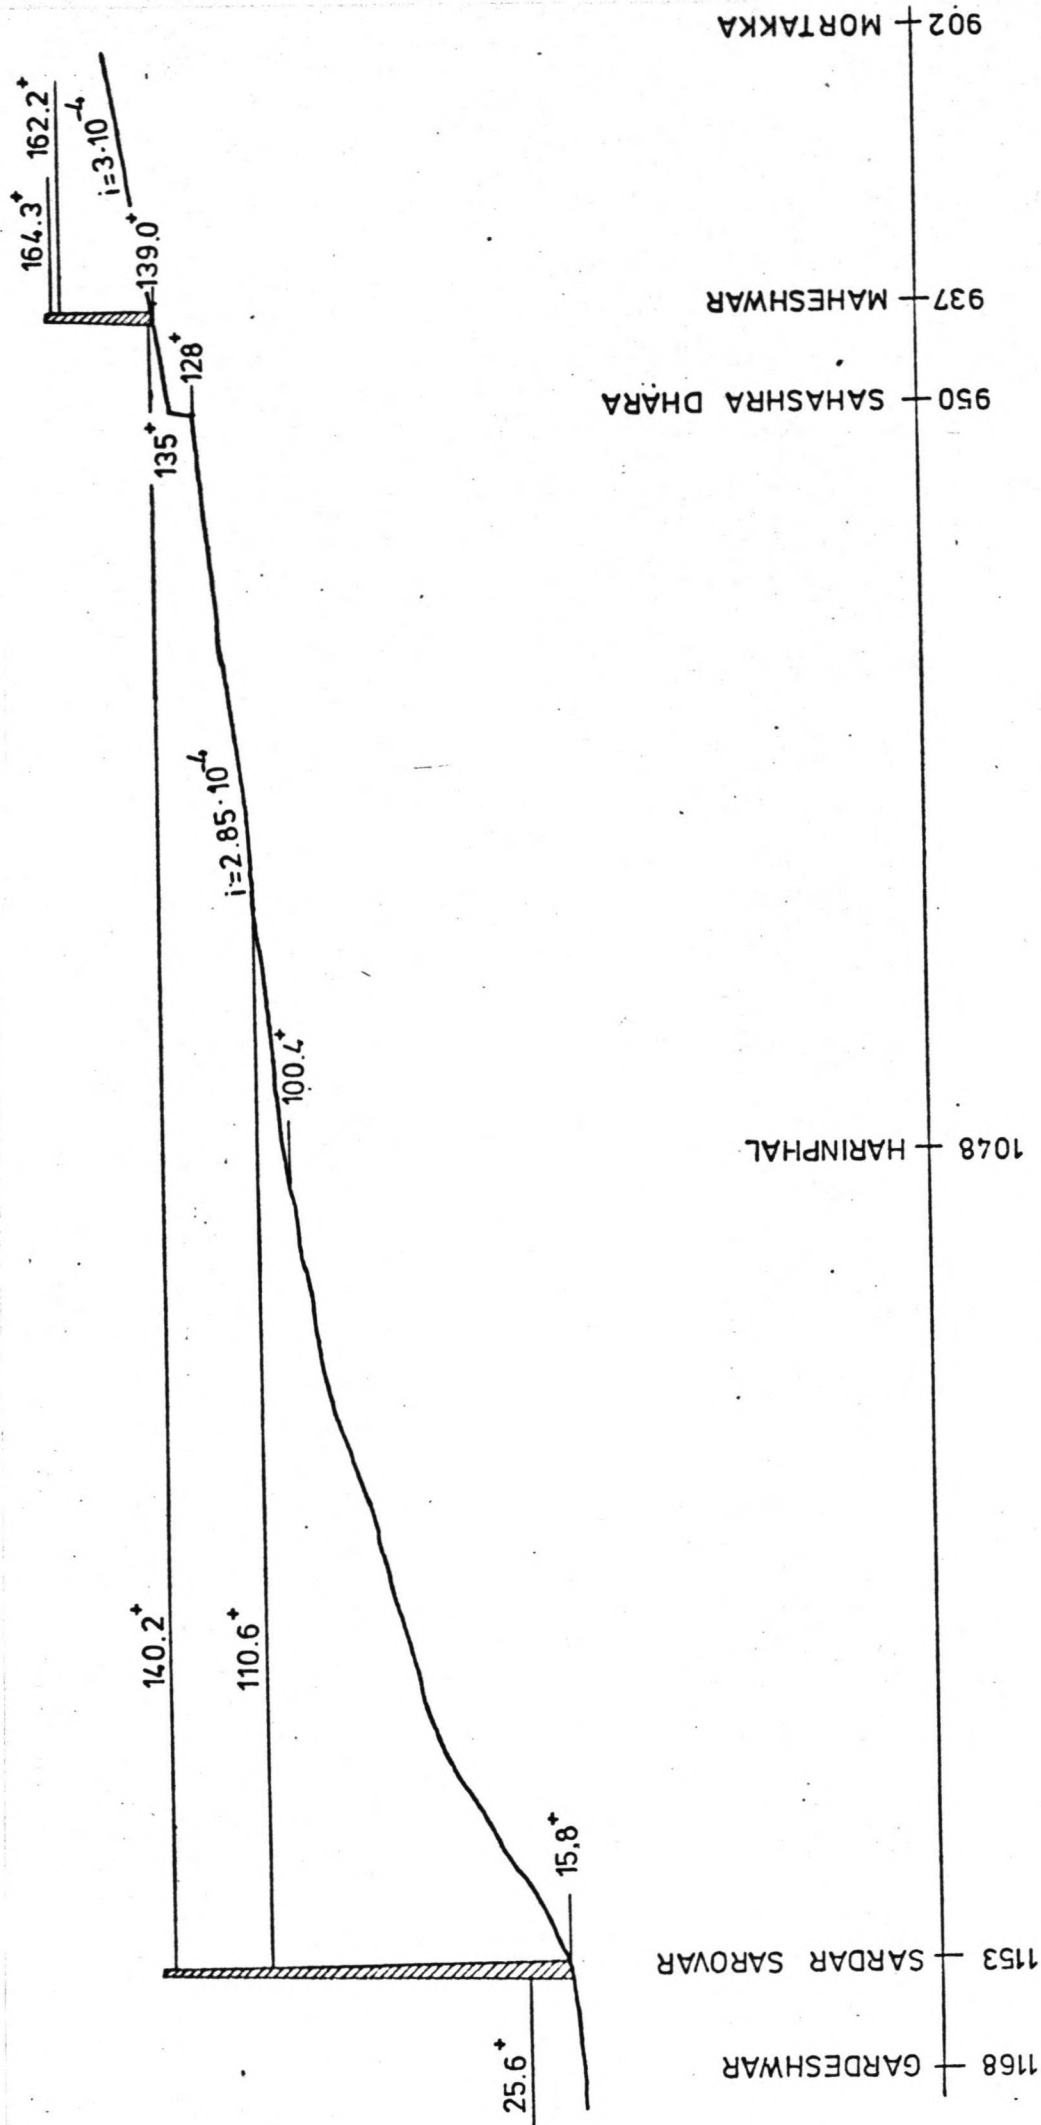 164.3+
162.2+
i=3·10-4
139.0+
128+
135+
i=2.85·10-4
100.4+
140.2+
110.6+
15,8+
25.6+
902 MORTAKKA
937 MAHESHWAR
950 SAHASHRA DHARA
1048 HARINPHAL
1153 SARDAR SAROVAR
1168 GARDESHWAR